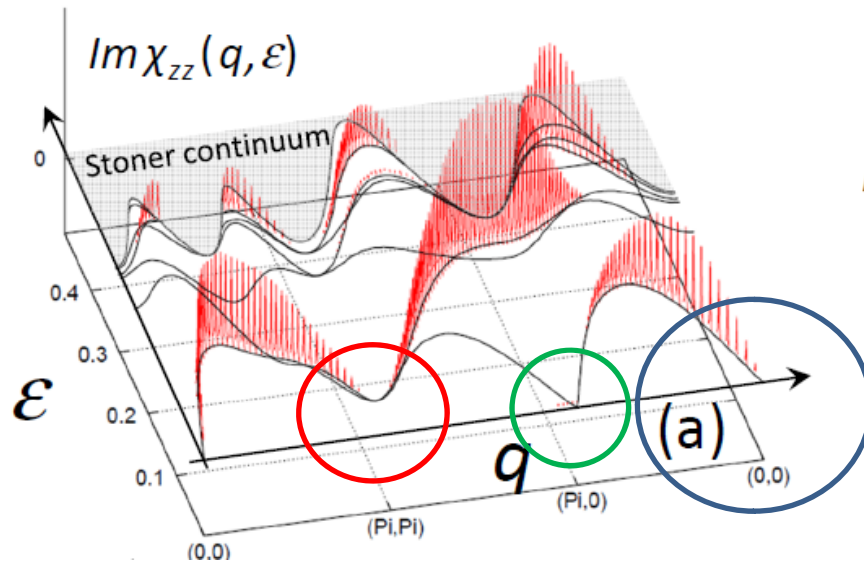 Im χ_zz(q,ε)
0
Stoner continuum
0.4
0.3
ε
0.2
0.1
q
(a)
(0,0)
(Pi,0)
(Pi,Pi)
(0,0)